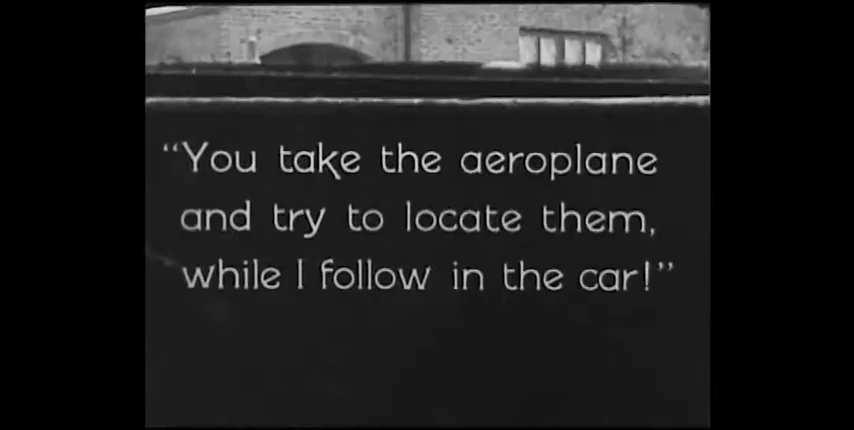 “You take the aeroplane
and try to locate them,
while I follow in the car!”